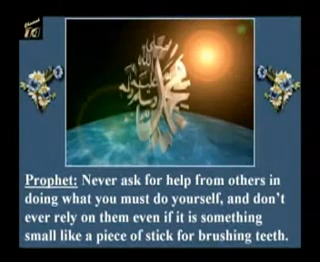 Prophet: Never ask for help from others in
doing what you must do yourself, and don't
ever rely on them even if it is something
small like a piece of stick for brushing teeth.